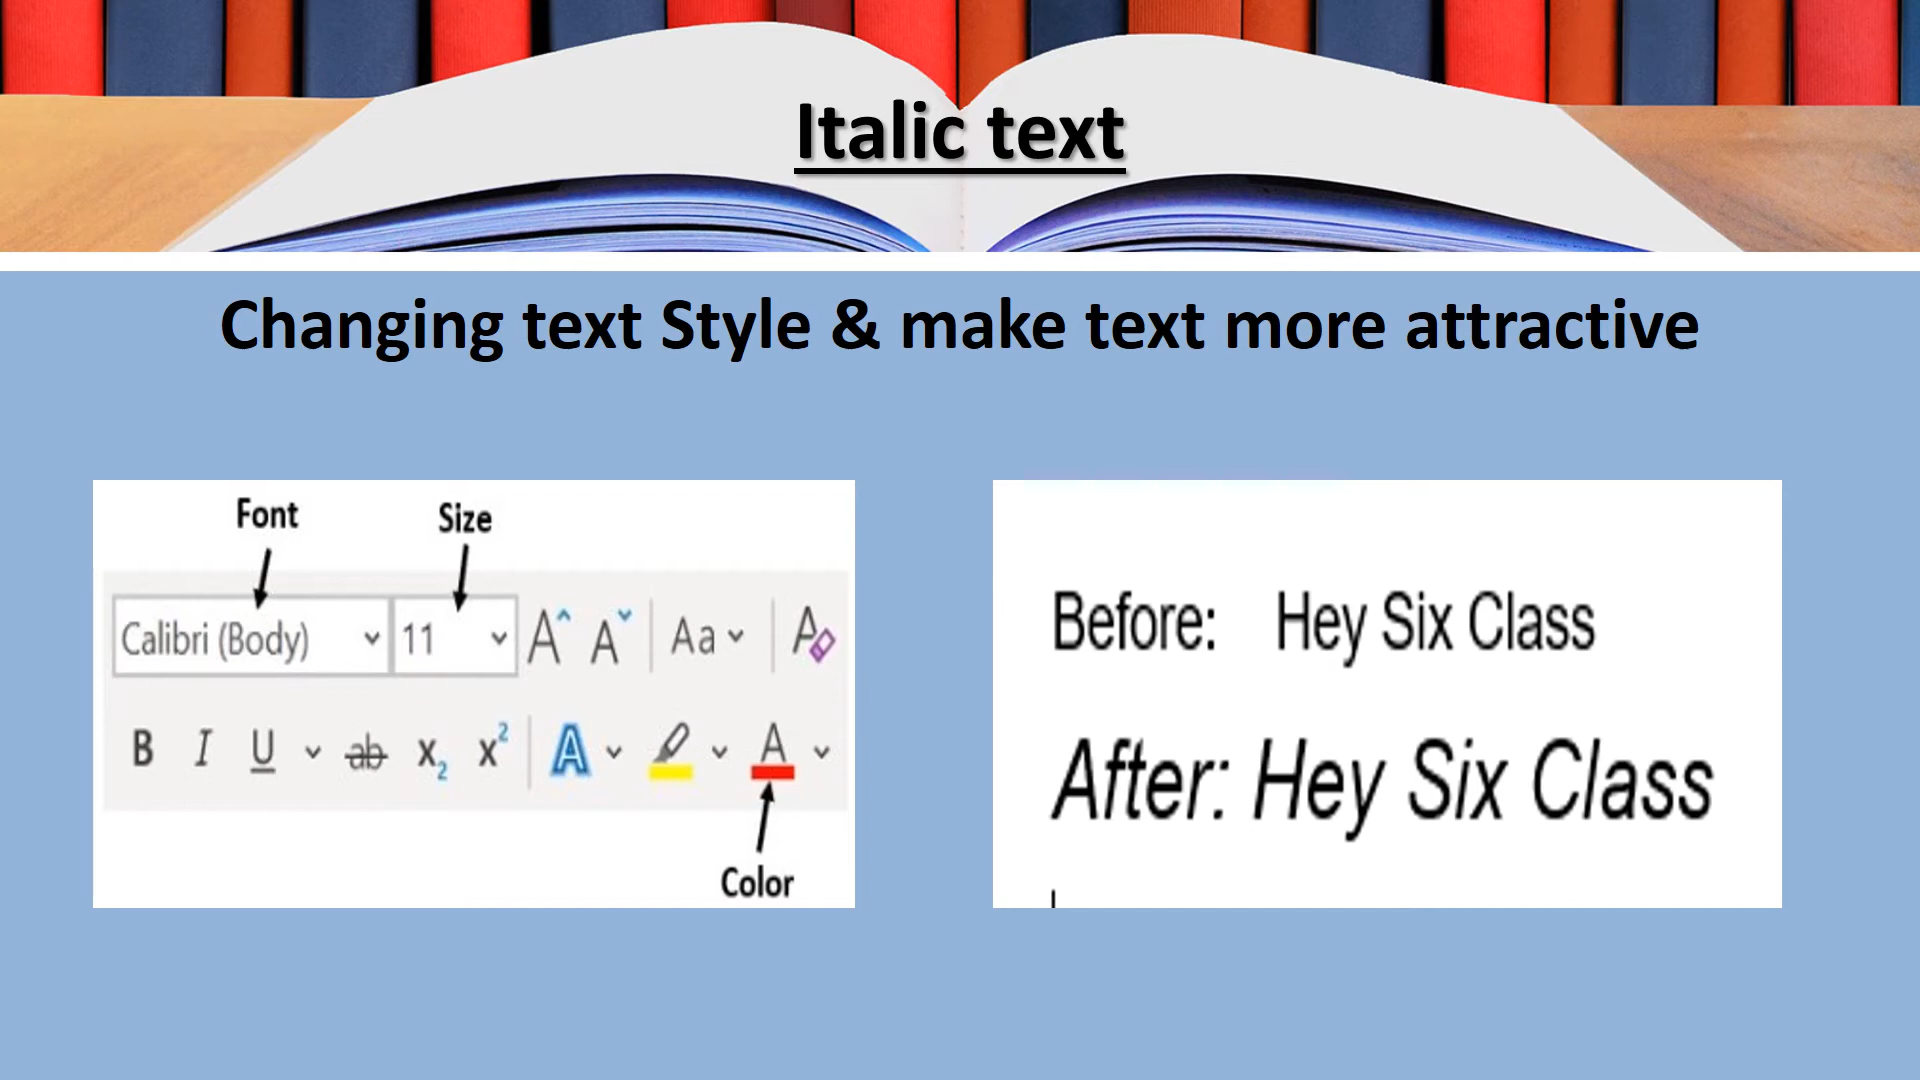 Italic text
Changing text Style & make text more attractive
Font Size
Calibri (Body) 11 A A Aa A
B I U ab x2 x2 A A
Color
Before: Hey Six Class
After: Hey Six Class